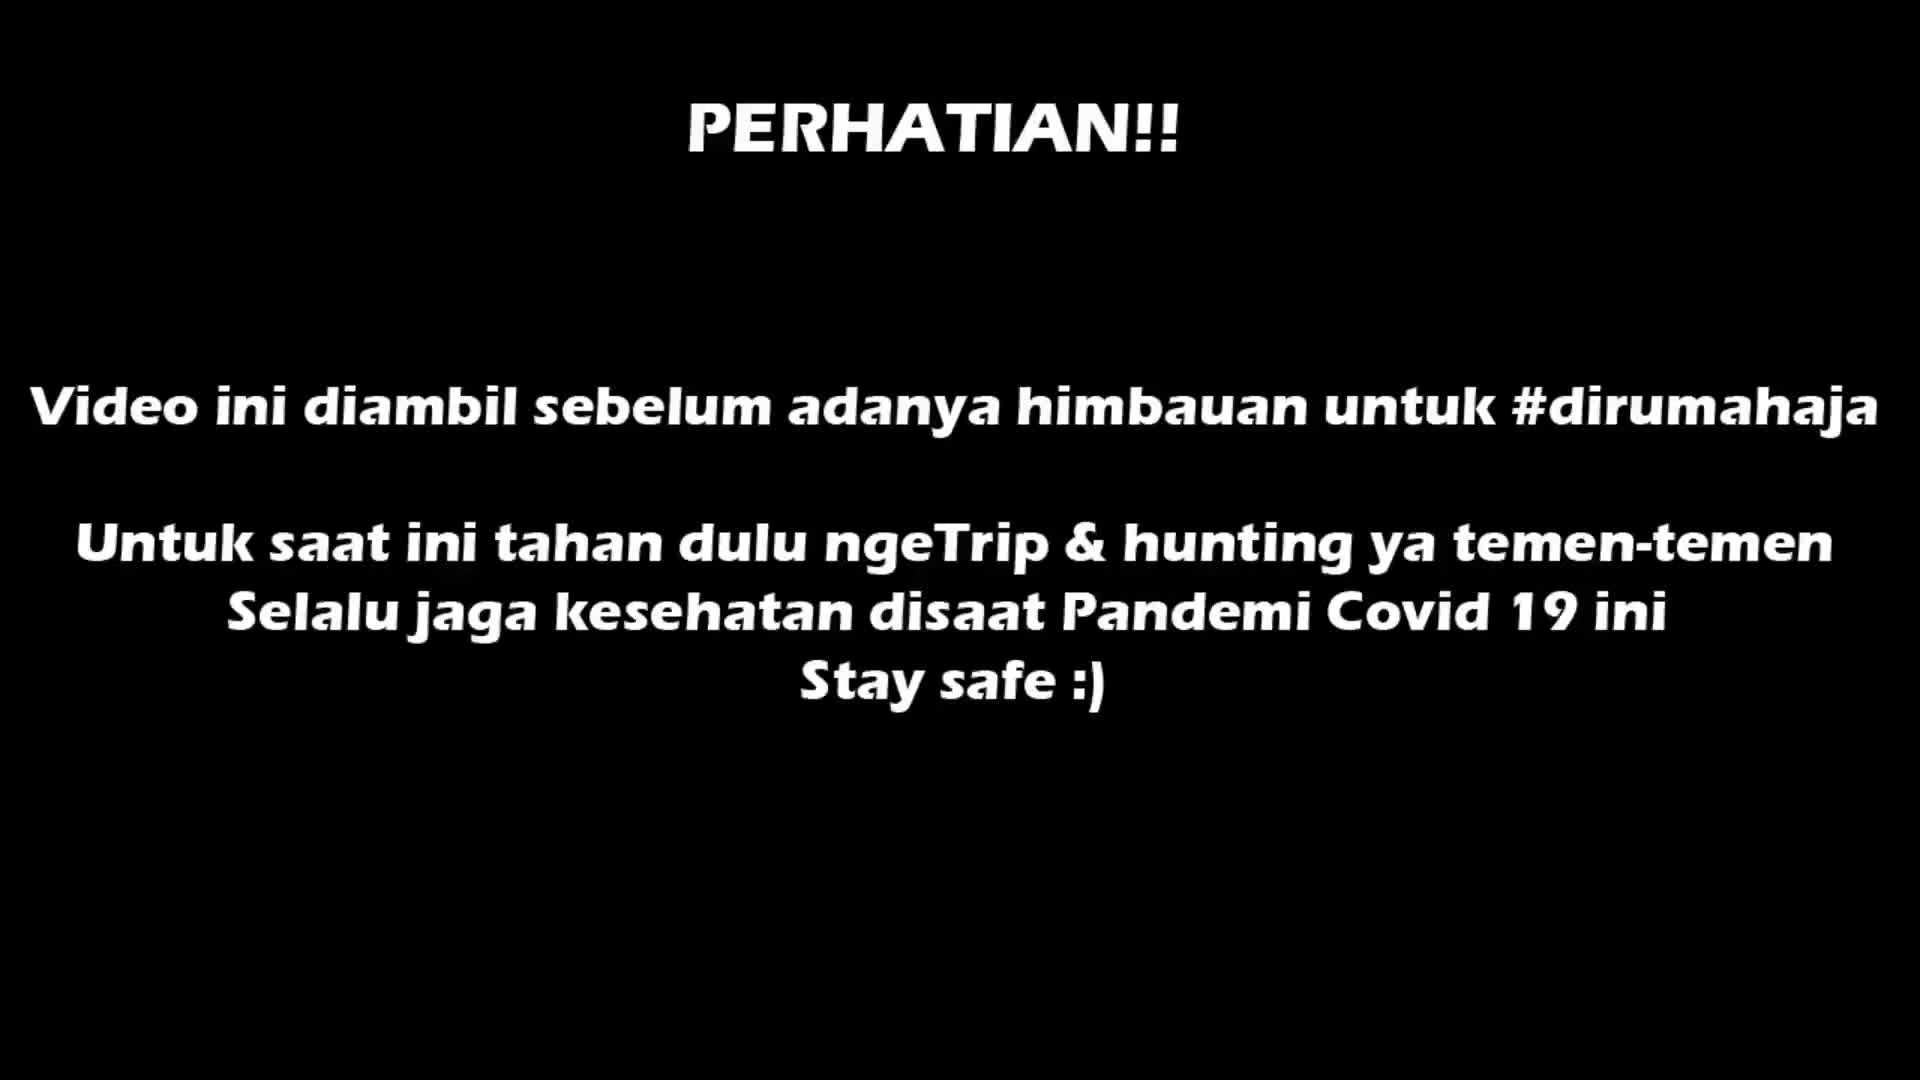 PERHATIAN!!
Video ini diambil sebelum adanya himbauan untuk #dirumahaja
Untuk saat ini tahan dulu ngeTrip & hunting ya temen-temen
Selalu jaga kesehatan disaat Pandemi Covid 19 ini
Stay safe :)